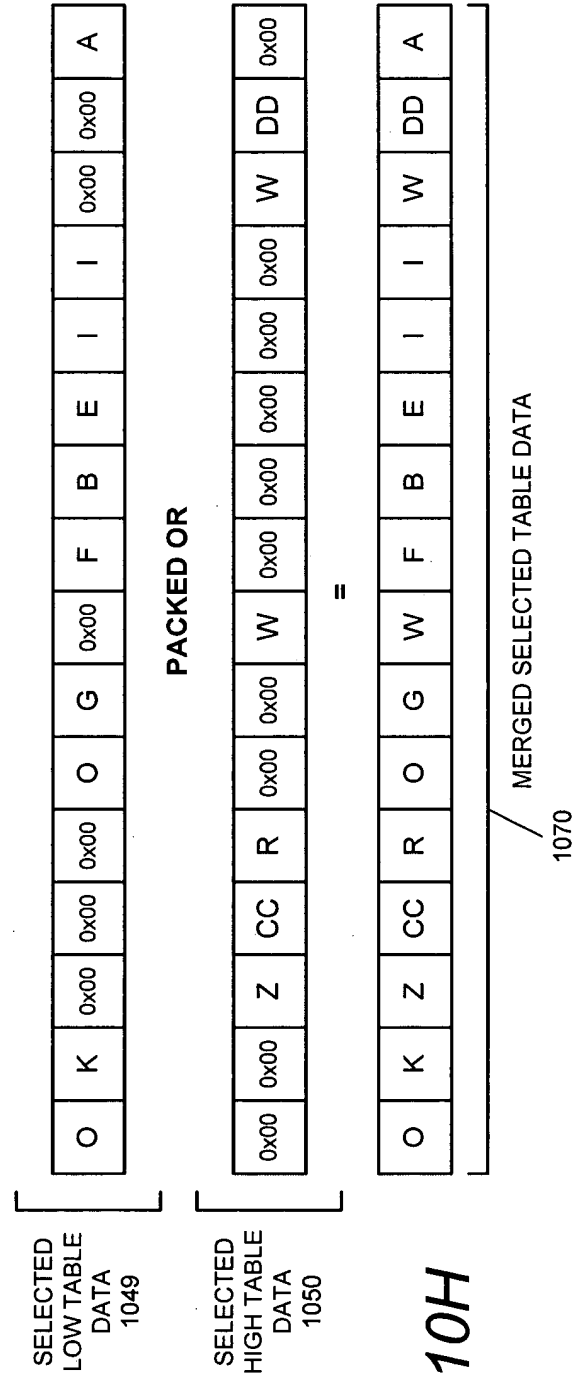 SELECTED
LOW TABLE
DATA
1049
O K 0x00 0x00 0x00 O G 0x00 F B E I I 0x00 0x00 A
PACKED OR
SELECTED
HIGH TABLE
DATA
1050
0x00 0x00 Z CC R 0x00 0x00 W 0x00 0x00 0x00 0x00 0x00 W DD 0x00
=
O K Z CC R O G W F B E I I W DD A
MERGED SELECTED TABLE DATA
1070
10H